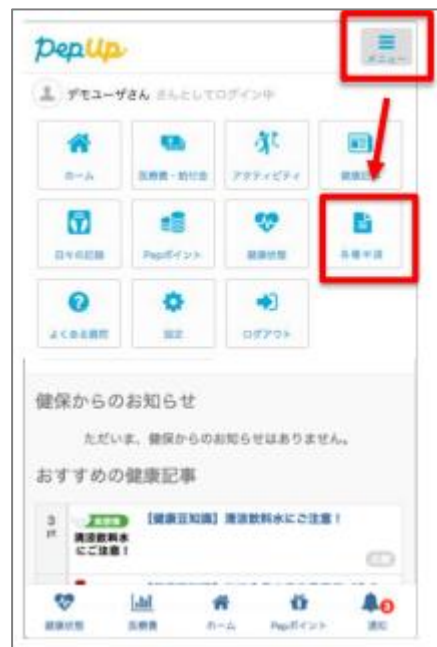 PepUp
メニュー
デモユーザさん さんとしてログイン中
ホーム
医療費・給付金
アクティビティ
日々の記録
Pepポイント
健康状態
各種申請
よくある質問
設定
ログアウト
健保からのお知らせ
ただいま、健保からのお知らせはありません。
おすすめの健康記事
3
pt
清涼飲料水
にご注意！
【健康豆知識】清涼飲料水にご注意！
健康状態
医療費
ホーム
Pepポイント
通知
3